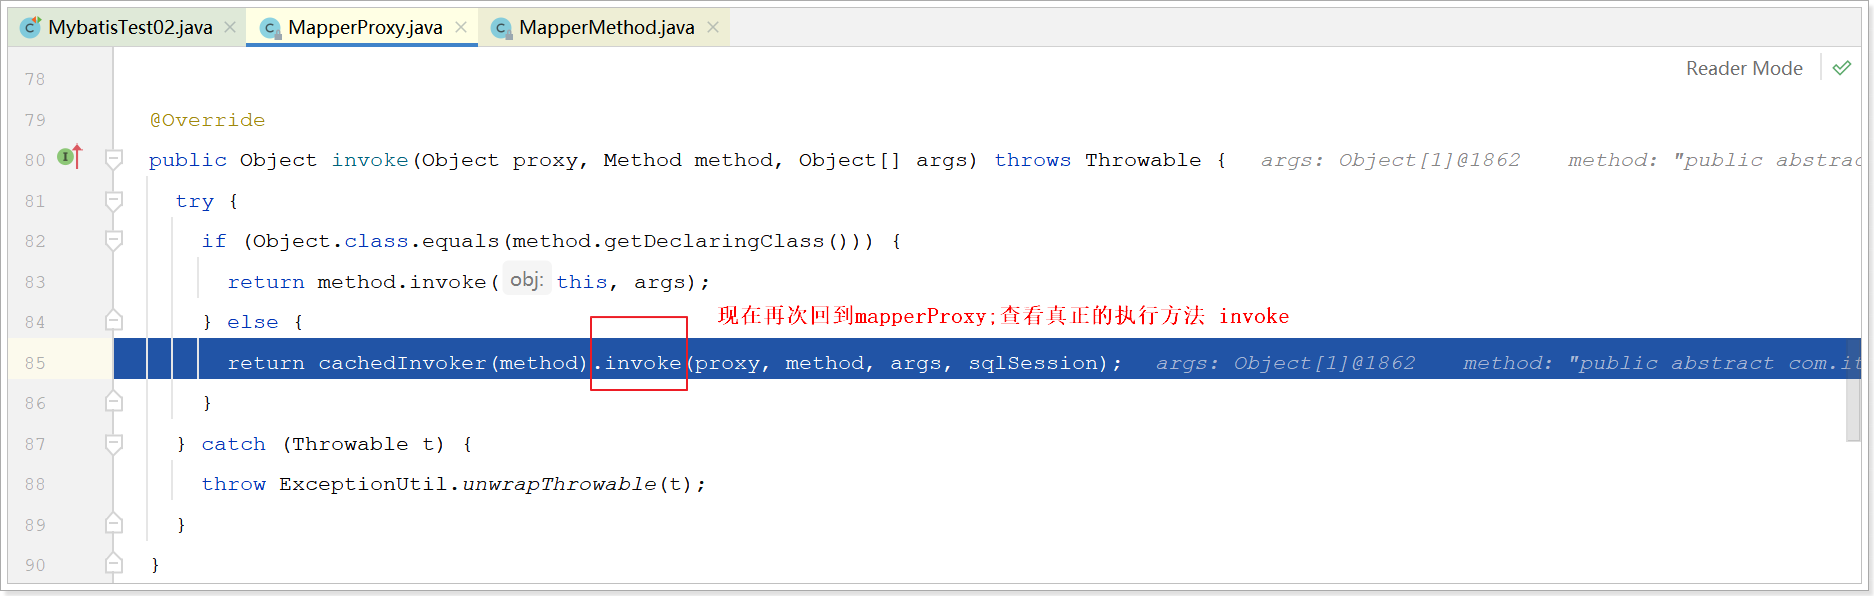 MybatisTest02.java MapperProxy.java MapperMethod.java
Reader Mode
78
79 @Override
80 public Object invoke(Object proxy, Method method, Object[] args) throws Throwable { args: Object[1]@1862 method: "public abstrac
81 try {
82 if (Object.class.equals(method.getDeclaringClass())) {
83 return method.invoke( obj: this, args);
84 } else {
现在再次回到mapperProxy;查看真正的执行方法 invoke
85 return cachedInvoker(method).invoke(proxy, method, args, sqlSession); args: Object[1]@1862 method: "public abstract com.it
86 }
87 } catch (Throwable t) {
88 throw ExceptionUtil.unwrapThrowable(t);
89 }
90 }